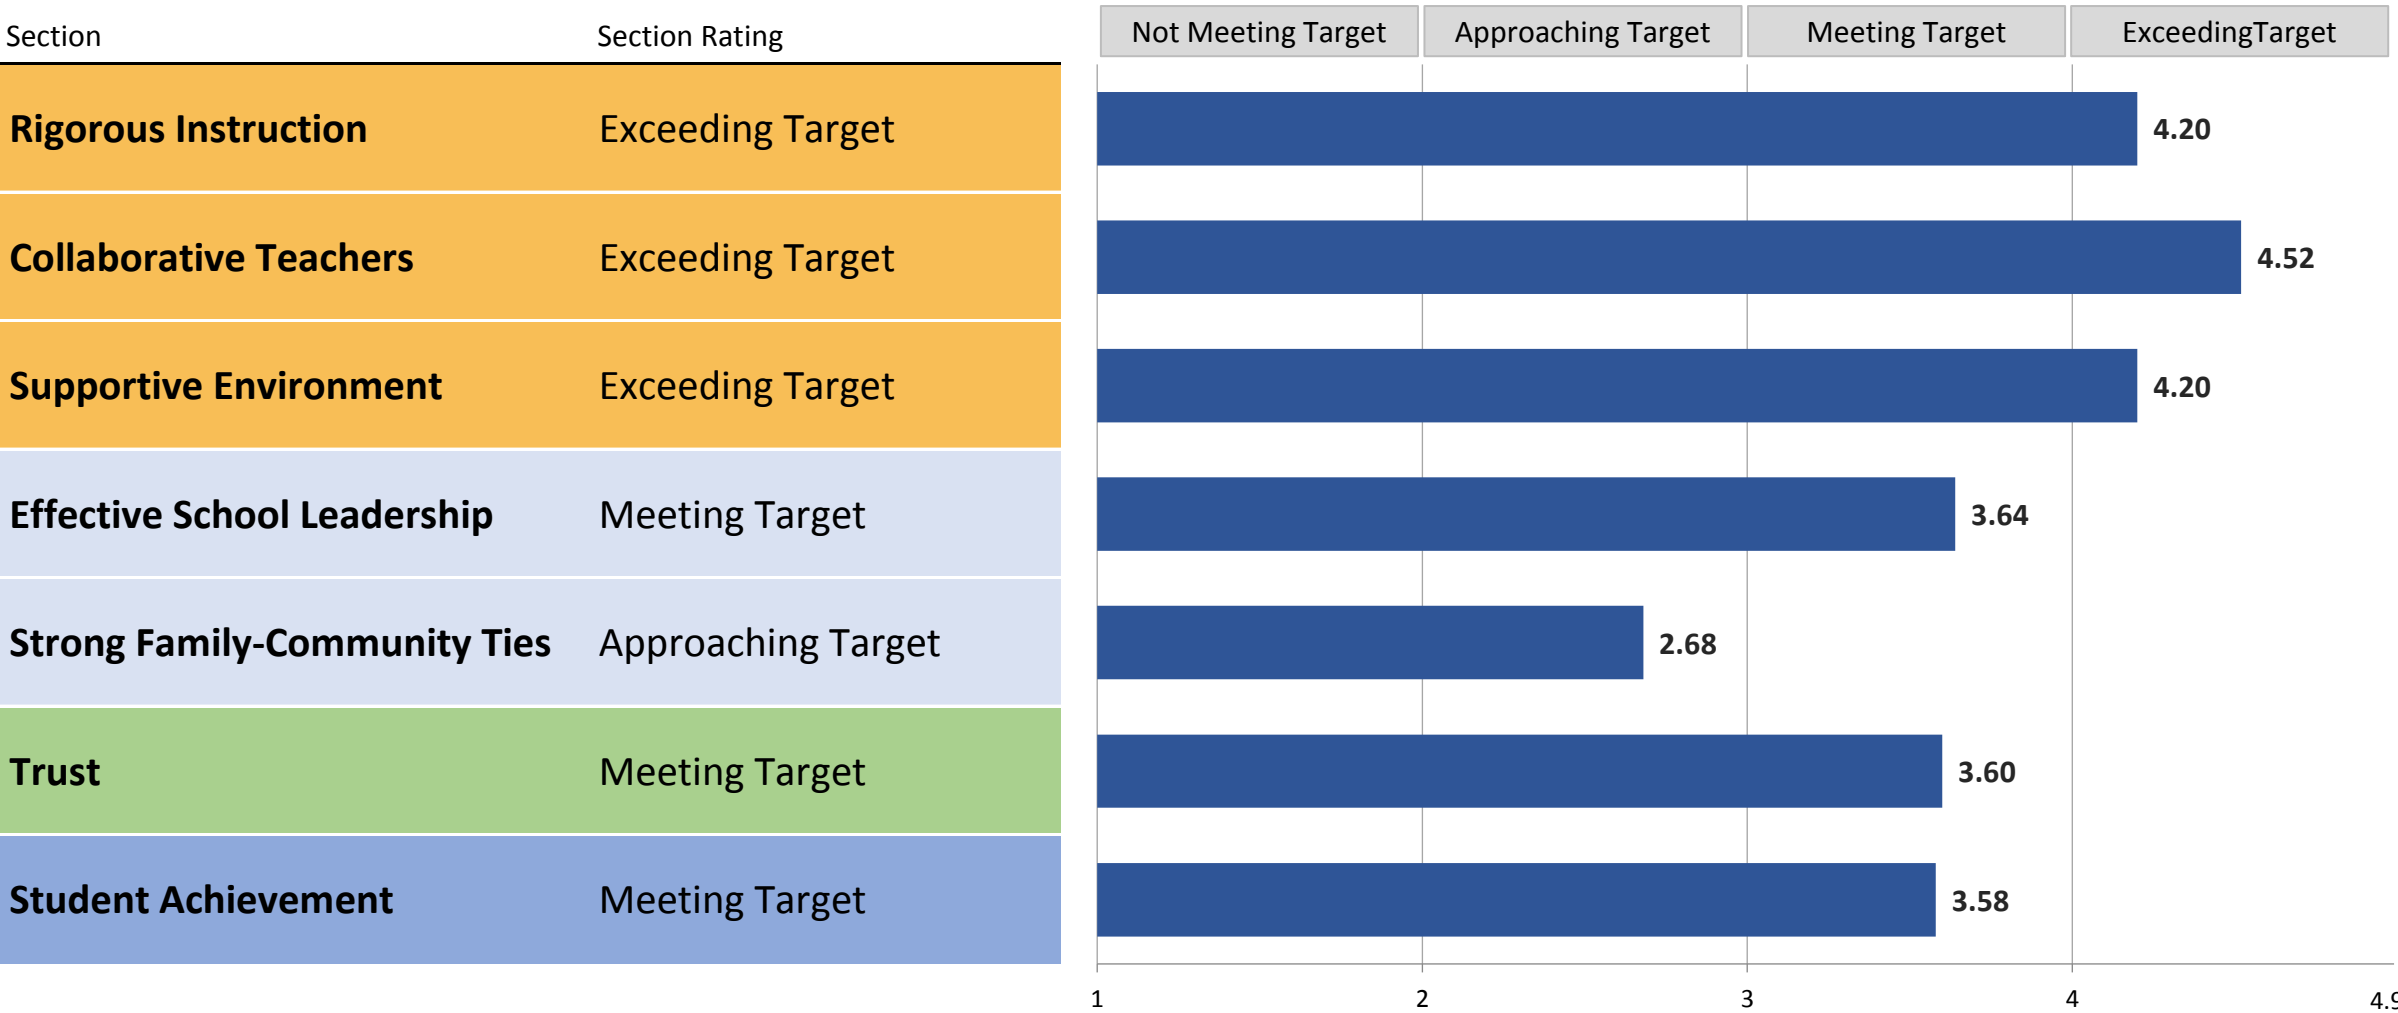 Section Section Rating Not Meeting Target Approaching Target Meeting Target ExceedingTarget
Rigorous Instruction Exceeding Target 4.20
Collaborative Teachers Exceeding Target 4.52
Supportive Environment Exceeding Target 4.20
Effective School Leadership Meeting Target 3.64
Strong Family-Community Ties Approaching Target 2.68
Trust Meeting Target 3.60
Student Achievement Meeting Target 3.58
1 2 3 4 4.9